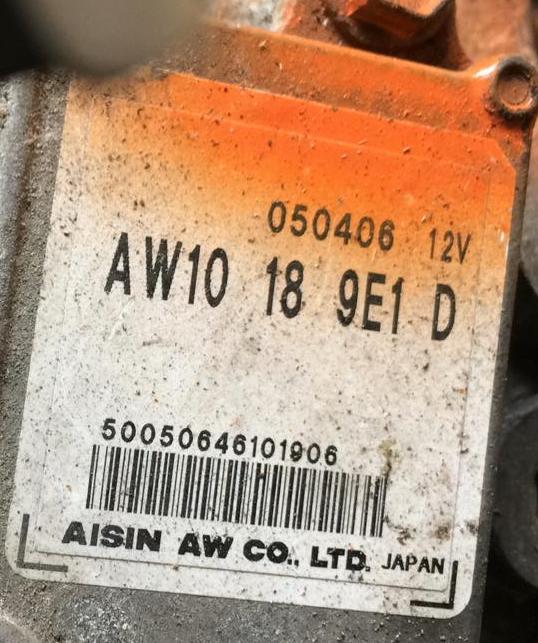 050406 12V
AW10 18 9E1 D
50050646101906
AISIN AW CO., LTD. JAPAN